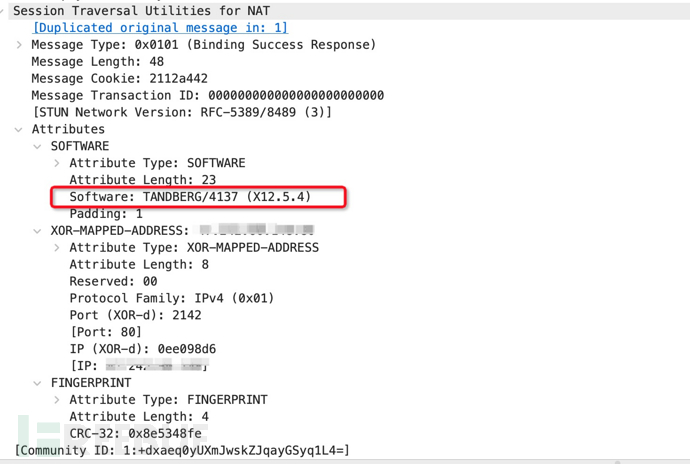 Session Traversal Utilities for NAT
[Duplicated original message in: 1]
Message Type: 0x0101 (Binding Success Response)
Message Length: 48
Message Cookie: 2112a442
Message Transaction ID: 000000000000000000000000
[STUN Network Version: RFC-5389/8489 (3)]
Attributes
SOFTWARE
Attribute Type: SOFTWARE
Attribute Length: 23
Software: TANDBERG/4137 (X12.5.4)
Padding: 1
XOR-MAPPED-ADDRESS:
Attribute Type: XOR-MAPPED-ADDRESS
Attribute Length: 8
Reserved: 00
Protocol Family: IPv4 (0x01)
Port (XOR-d): 2142
[Port: 80]
IP (XOR-d): 0ee098d6
[IP:
FINGERPRINT
Attribute Type: FINGERPRINT
Attribute Length: 4
CRC-32: 0x8e5348fe
[Community ID: 1:+dxaeq0yUXmJwskZJqayGSyq1L4=]